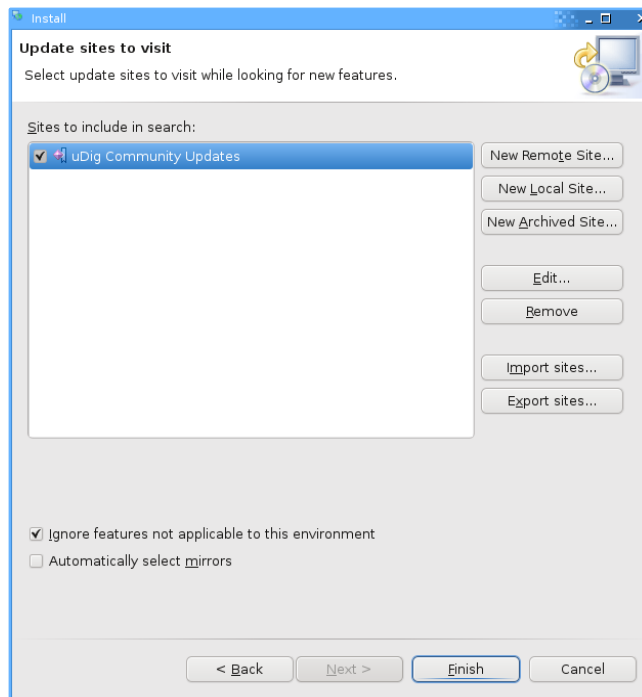 Install
Update sites to visit
Select update sites to visit while looking for new features.
Sites to include in search:
uDig Community Updates
New Remote Site...
New Local Site...
New Archived Site...
Edit...
Remove
Import sites...
Export sites...
Ignore features not applicable to this environment
Automatically select mirrors
< Back
Next >
Finish
Cancel